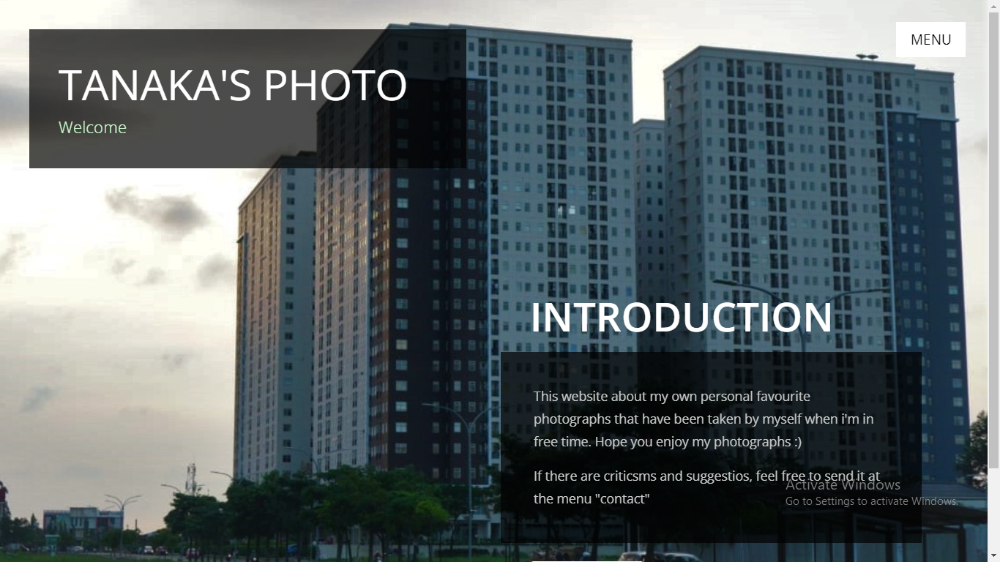 TANAKA'S PHOTO
Welcome
MENU
INTRODUCTION
This website about my own personal favourite
photographs that have been taken by myself when i'm in
free time. Hope you enjoy my photographs :)
If there are criticsms and suggestios, feel free to send it at
the menu "contact"
Activate Windows
Go to Settings to activate Windows.